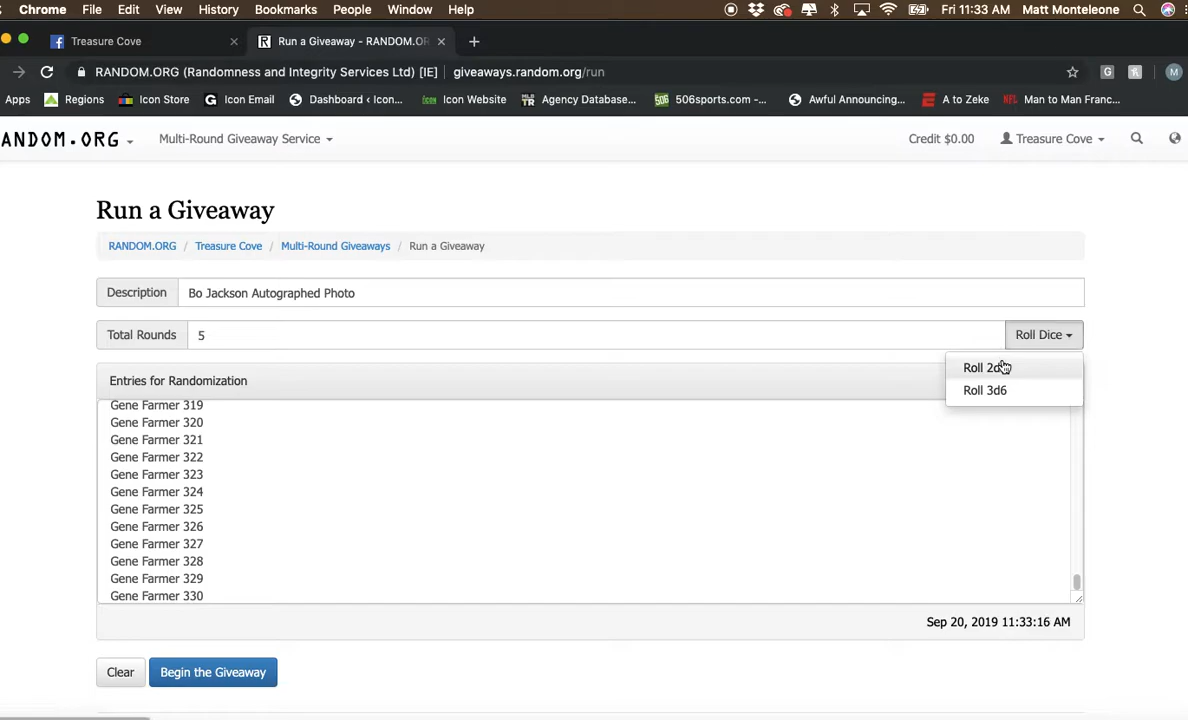 Chrome File Edit View History Bookmarks People Window Help Fri 11:33 AM Matt Monteleone
Treasure Cove Run a Giveaway - RANDOM.OR
RANDOM.ORG (Randomness and Integrity Services Ltd) [IE] giveaways.random.org/run M
Apps Regions Icon Store G Icon Email Dashboard ‹ Icon... icon Icon Website MLB TR Agency Database... 506 506sports.com -... Awful Announcing... A to Zeke NFL Man to Man Franc...
ANDOM.ORG Multi-Round Giveaway Service Credit $0.00 Treasure Cove
Run a Giveaway
RANDOM.ORG / Treasure Cove / Multi-Round Giveaways / Run a Giveaway
Description Bo Jackson Autographed Photo
Total Rounds 5 Roll Dice
Roll
Roll 3d6
Entries for Randomization
Gene Farmer 319
Gene Farmer 320
Gene Farmer 321
Gene Farmer 322
Gene Farmer 323
Gene Farmer 324
Gene Farmer 325
Gene Farmer 326
Gene Farmer 327
Gene Farmer 328
Gene Farmer 329
Gene Farmer 330
Sep 20, 2019 11:33:16 AM
Clear Begin the Giveaway